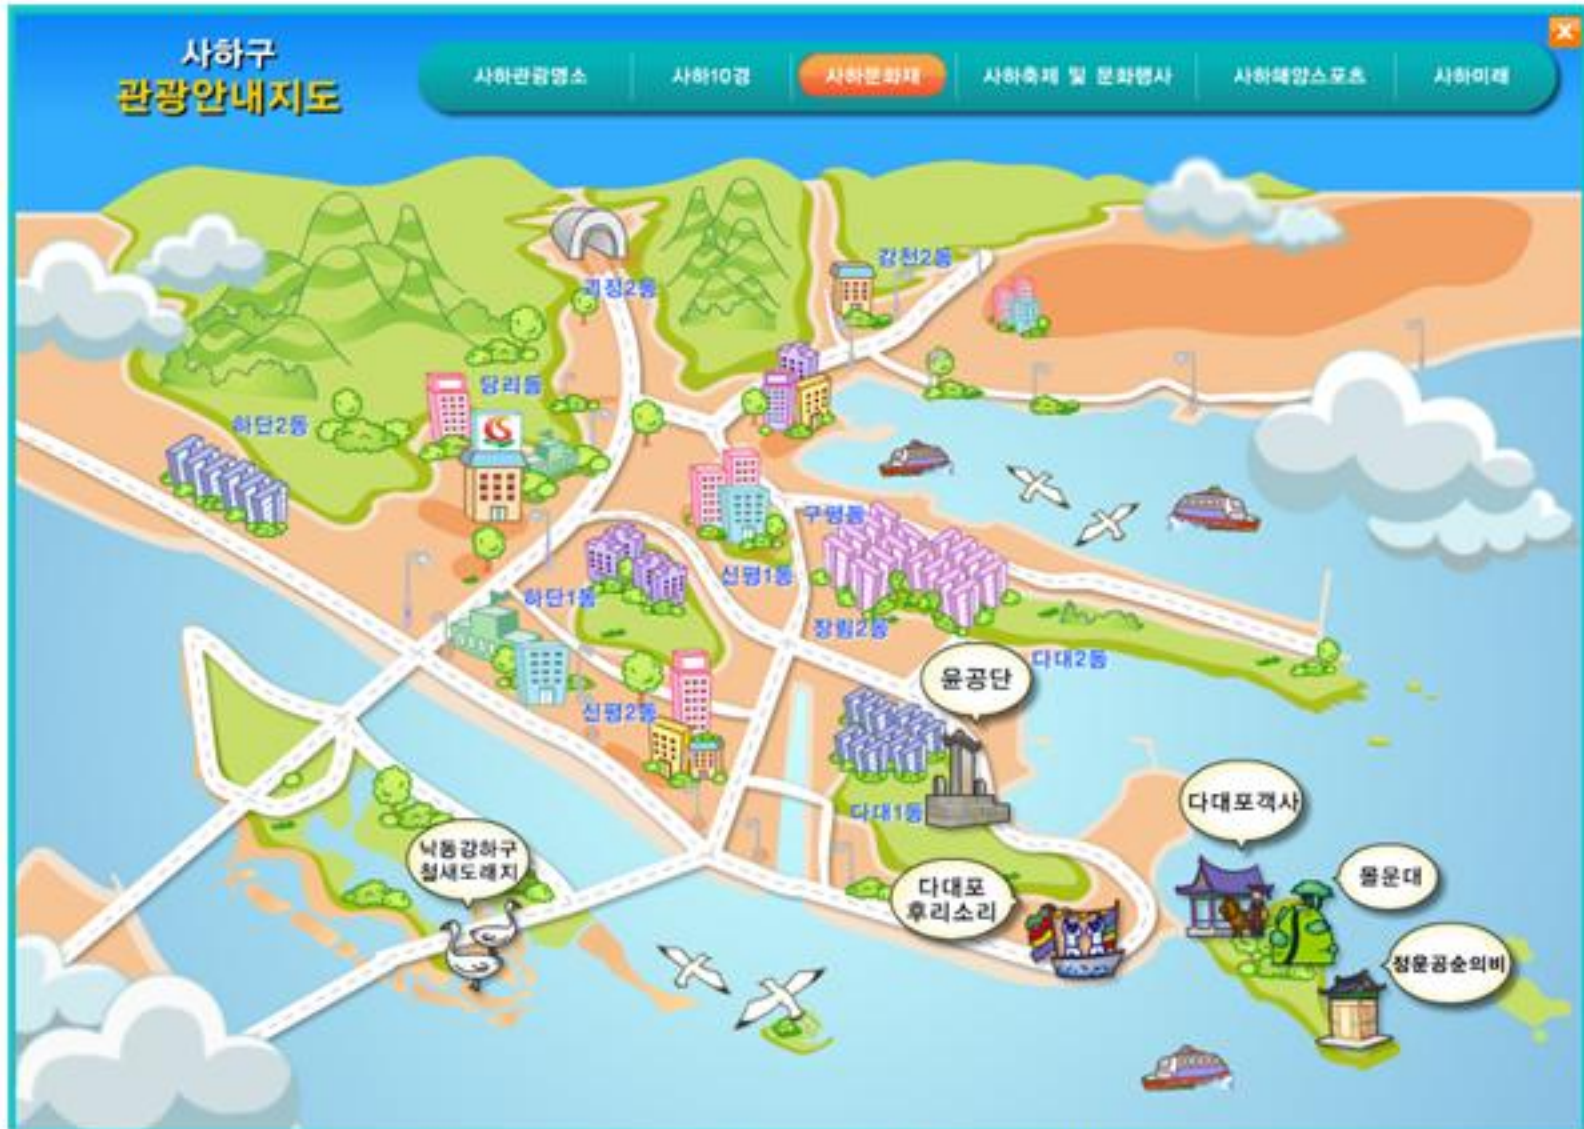 사하구
관광안내지도
사하관광명소
사하10경
사하문화재
사하축제 및 문화행사
사하해양스포츠
사하미래
X
괴정2동
감천2동
당리동
하단2동
구평동
신평1동
하단1동
장림2동
다대2동
윤공단
신평2동
다대1동
다대포객사
낙동강하구
철새도래지
몰운대
다대포
후리소리
정운공순의비